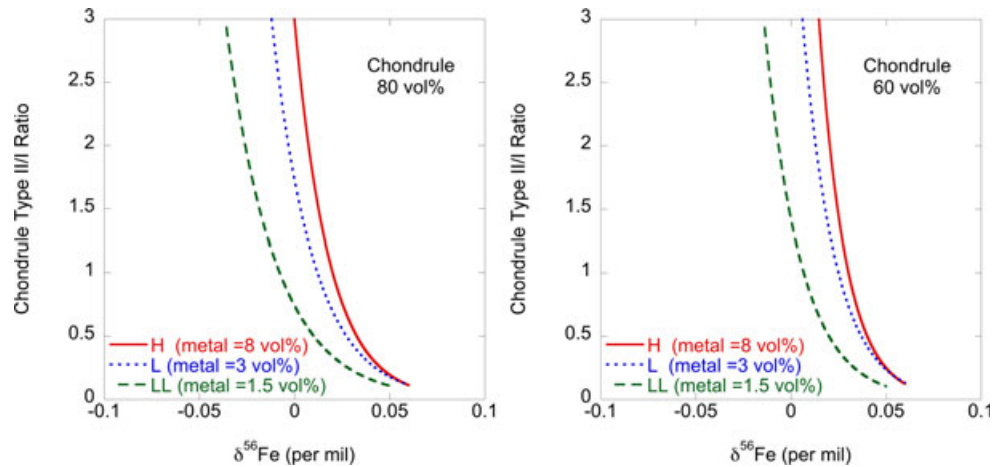 3
2.5
2
1.5
1
0.5
0
Chondrule Type II/I Ratio
Chondrule
80 vol%
H (metal =8 vol%)
L (metal =3 vol%)
LL (metal =1.5 vol%)
-0.1
-0.05
0
0.05
0.1
δ⁵⁶Fe (per mil)
3
2.5
2
1.5
1
0.5
0
Chondrule Type II/I Ratio
Chondrule
60 vol%
H (metal =8 vol%)
L (metal =3 vol%)
LL (metal =1.5 vol%)
-0.1
-0.05
0
0.05
0.1
δ⁵⁶Fe (per mil)